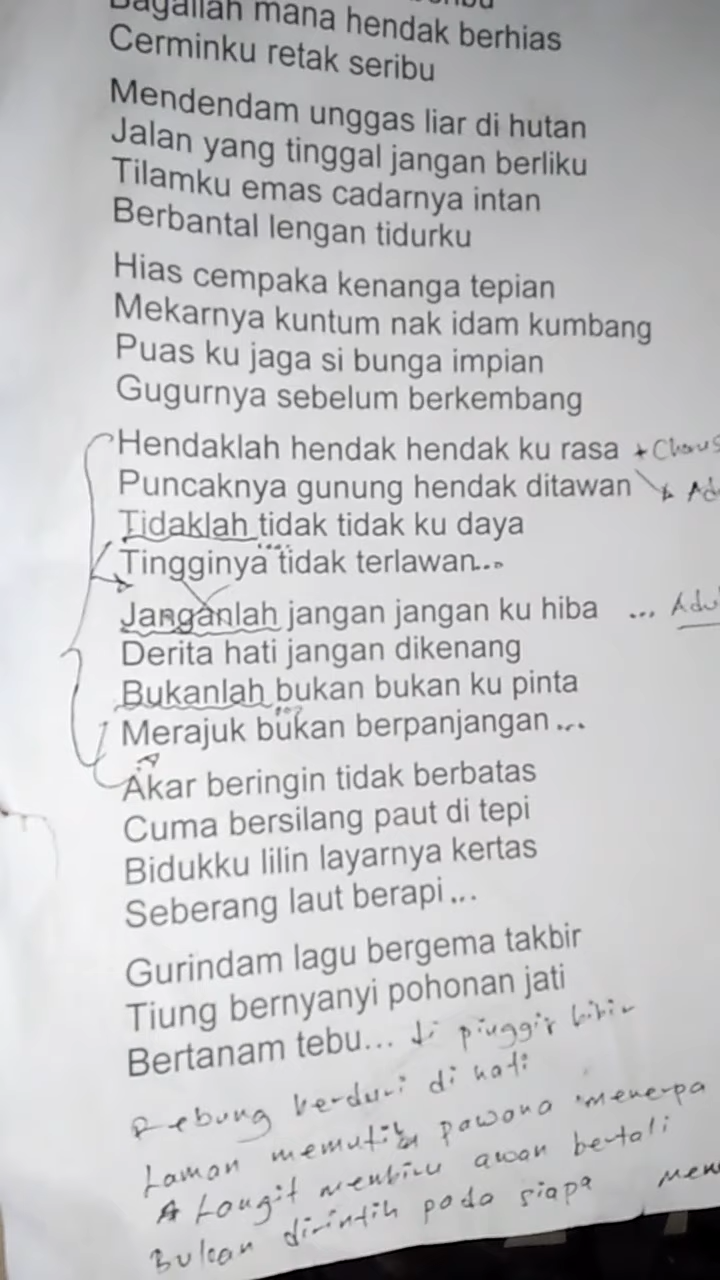 mana hendak berhias
Cerminku retak seribu
Mendendam unggas liar di hutan
Jalan yang tinggal jangan berliku
Tilamku emas cadarnya intan
Berbantal lengan tidurku
Hias cempaka kenanga tepian
Mekarnya kuntum nak idam kumbang
Puas ku jaga si bunga impian
Gugurnya sebelum berkembang
Hendaklah hendak hendak ku rasa +
Puncaknya gunung hendak ditawan
Tidaklah tidak tidak ku daya
Tingginya tidak terlawan...
Janganlah jangan jangan ku hiba ...
Derita hati jangan dikenang
Bukanlah bukan bukan ku pinta
Merajuk bukan berpanjangan...
Akar beringin tidak berbatas
Cuma bersilang paut di tepi
Bidukku lilin layarnya kertas
Seberang laut berapi...
Gurindam lagu bergema takbir
Tiung bernyanyi pohonan jati
Bertanam tebu... di pinggir bibir
Rebung berduri di hati
Laman memutih pawana menerpa
Langit membiru awan bertali
Bukan dirintih pada siapa